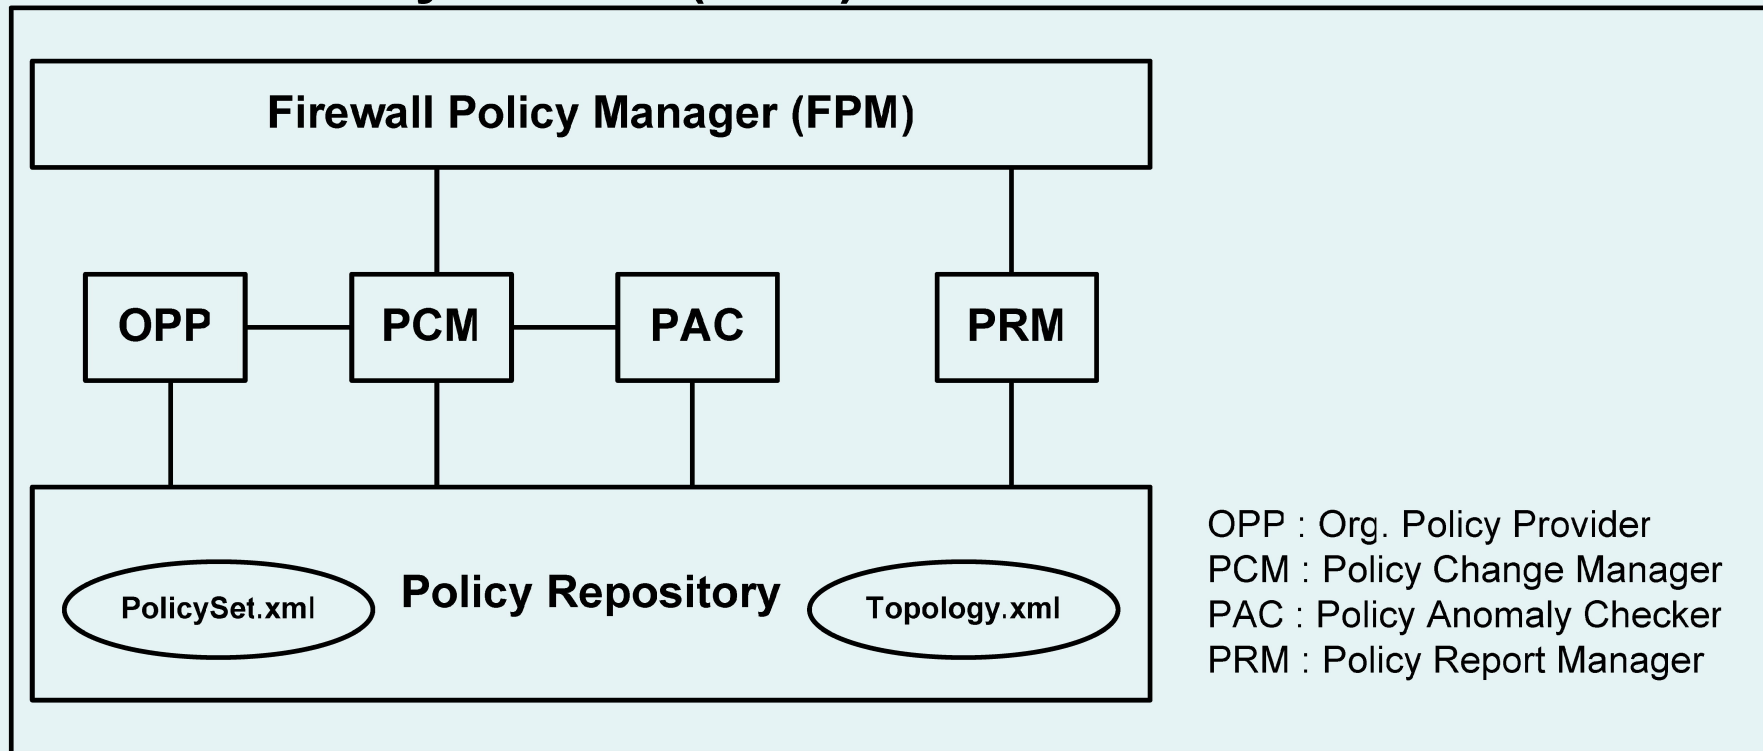 Firewall Policy Manager (FPM)
OPP
PCM
PAC
PRM
PolicySet.xml
Policy Repository
Topology.xml
OPP : Org. Policy Provider
PCM : Policy Change Manager
PAC : Policy Anomaly Checker
PRM : Policy Report Manager